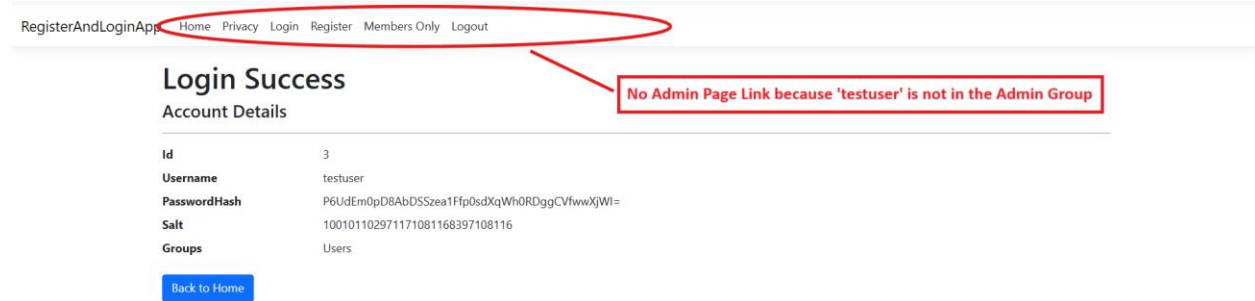 RegisterAndLoginApp Home Privacy Login Register Members Only Logout
Login Success
No Admin Page Link because 'testuser' is not in the Admin Group
Account Details
Id 3
Username testuser
PasswordHash P6UdEm0pD8AbDSSzea1Ffp0sdXqWh0RDggCVfwwXjWI=
Salt 100101102971171081168397108116
Groups Users
Back to Home